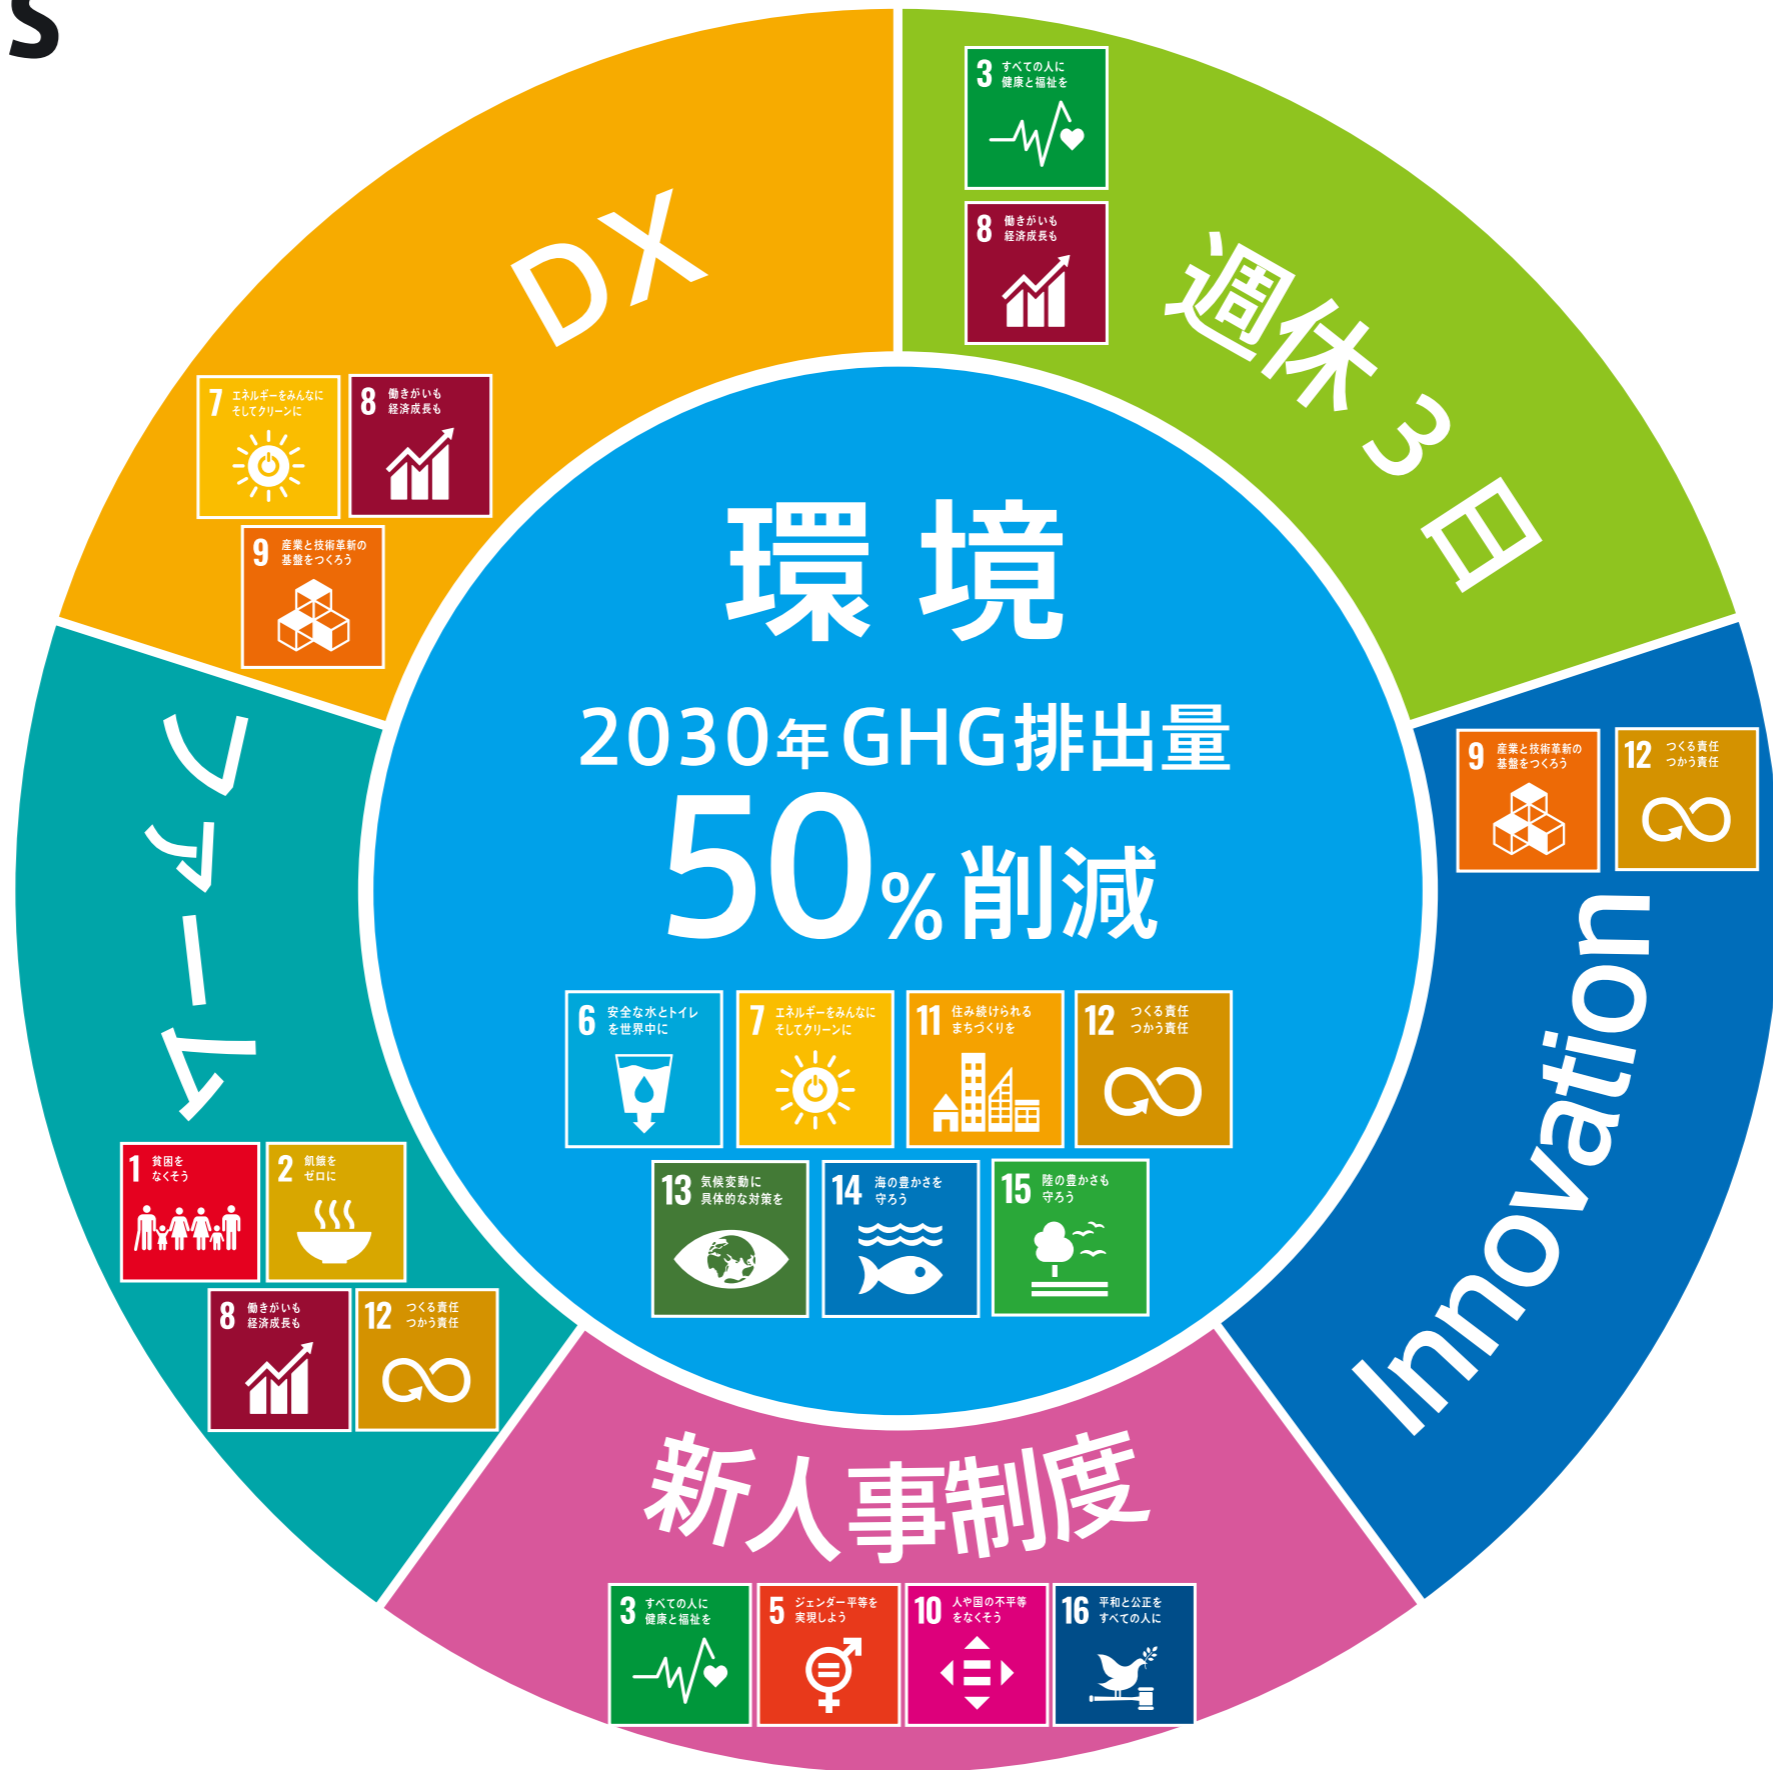 S
DX
7 エネルギーをみんなに
そしてクリーンに
8 働きがいも
経済成長も
9 産業と技術革新の
基盤をつくろう
3 すべての人に
健康と福祉を
8 働きがいも
経済成長も
週休3日
環境
2030年GHG排出量
50%削減
6 安全な水とトイレ
を世界中に
7 エネルギーをみんなに
そしてクリーンに
11 住み続けられる
まちづくりを
12 つくる責任
つかう責任
13 気候変動に
具体的な対策を
14 海の豊かさを
守ろう
15 陸の豊かさも
守ろう
9 産業と技術革新の
基盤をつくろう
12 つくる責任
つかう責任
Innovation
ファーム
1 貧困を
なくそう
2 飢餓を
ゼロに
8 働きがいも
経済成長も
12 つくる責任
つかう責任
新人事制度
3 すべての人に
健康と福祉を
5 ジェンダー平等を
実現しよう
10 人や国の不平等
をなくそう
16 平和と公正を
すべての人に